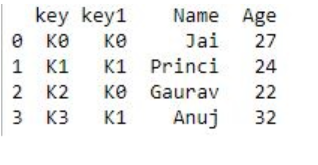 key key1 Name Age
0 K0 K0 Jai 27
1 K1 K1 Princi 24
2 K2 K0 Gaurav 22
3 K3 K1 Anuj 32